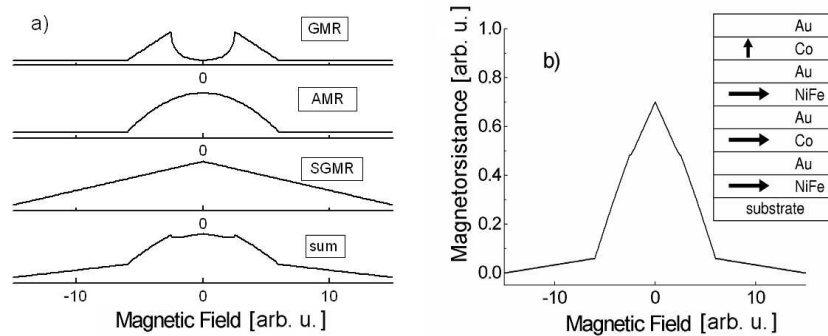 a)
GMR
0
AMR
0
SGMR
0
sum
-10
0
10
Magnetic Field [arb. u.]
b)
Magnetorsistance [arb. u.]
1.0
0.8
0.6
0.4
0.2
0.0
-10
0
10
Magnetic Field [arb. u.]
Au
Co
Au
NiFe
Au
Co
Au
NiFe
substrate